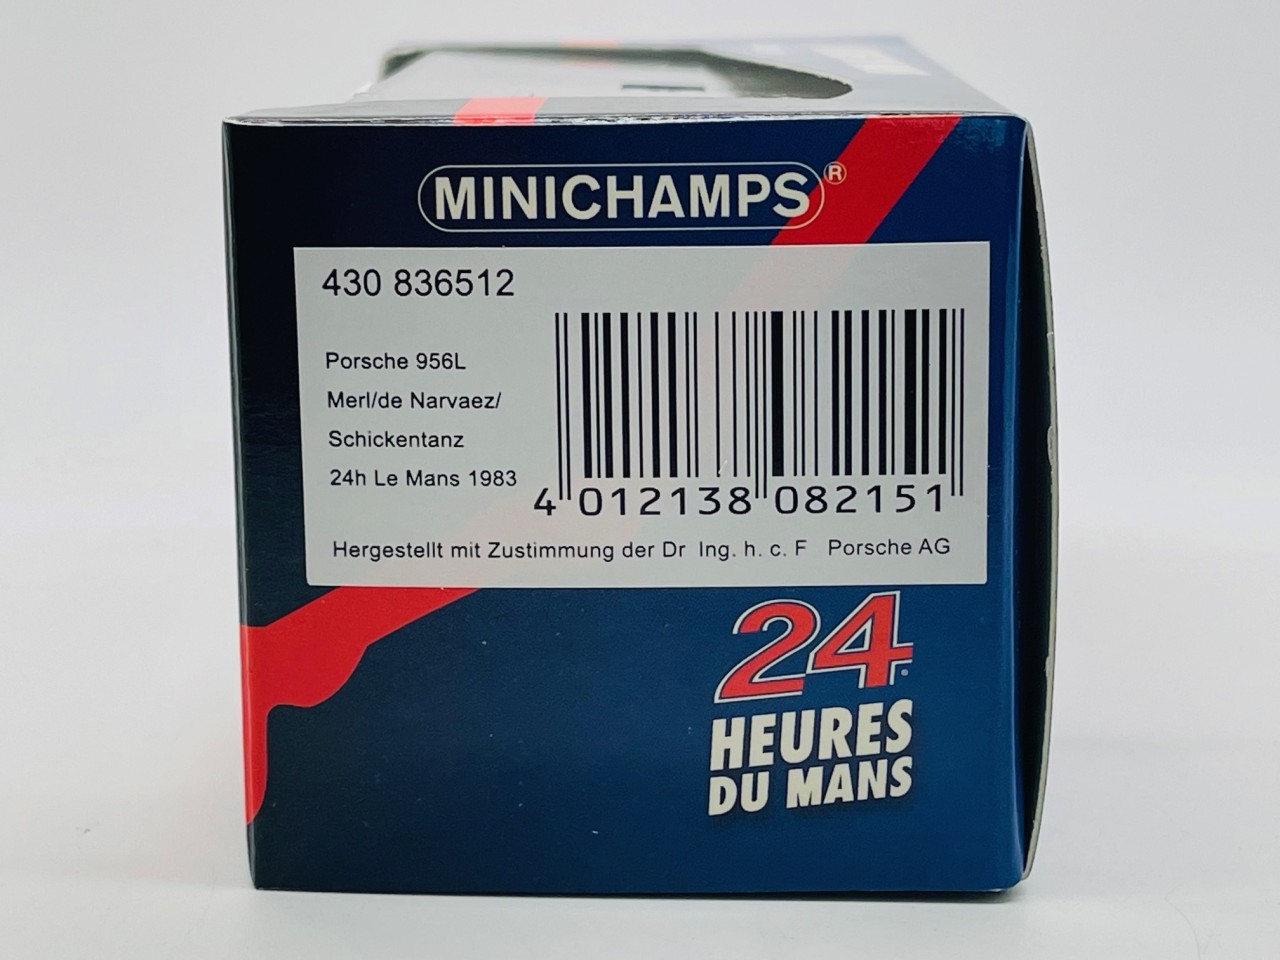 MINICHAMPS®
430 836512
Porsche 956L
Merl/de Narvaez/
Schickentanz
24h Le Mans 1983
4 012138 082151
Hergestellt mit Zustimmung der Dr Ing. h. c. F Porsche AG
24
HEURES
DU MANS